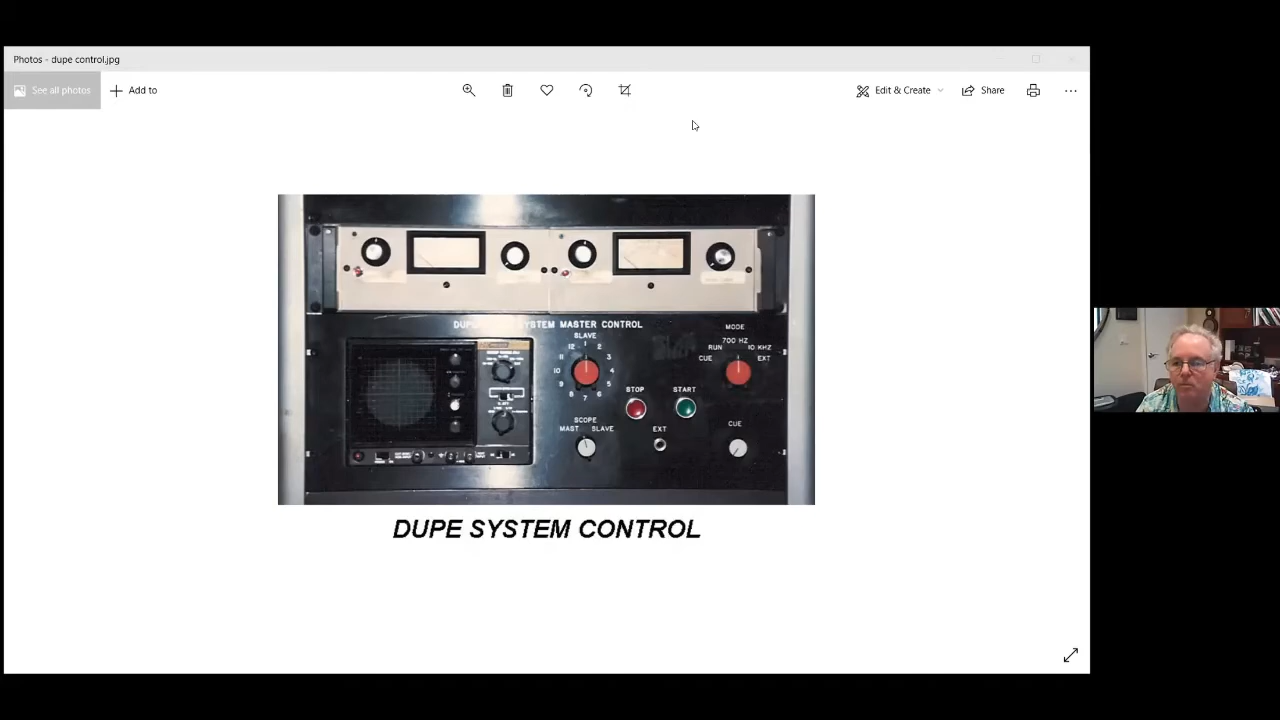 Photos - dupe control.jpg
See all photos
Add to
Edit & Create
Share
SYSTEM MASTER CONTROL
SLAVE
12 1 2
11 3
10 4
9 5
8 7 6
MODE
700 HZ
RUN 10 KHZ
CUE EXT
STOP START
SCOPE
MAST SLAVE
EXT
CUE
DUPE SYSTEM CONTROL